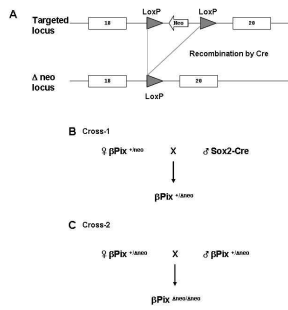 A
Targeted locus
LoxP LoxP
18 Neo 20
Recombination by Cre
Δ neo locus
18 20
LoxP
B Cross-1
♀ βPix +/neo X ♂ Sox2-Cre
βPix +/Δneo
C Cross-2
♀ βPix +/Δneo X ♂ βPix +/Δneo
βPix Δneo/Δneo